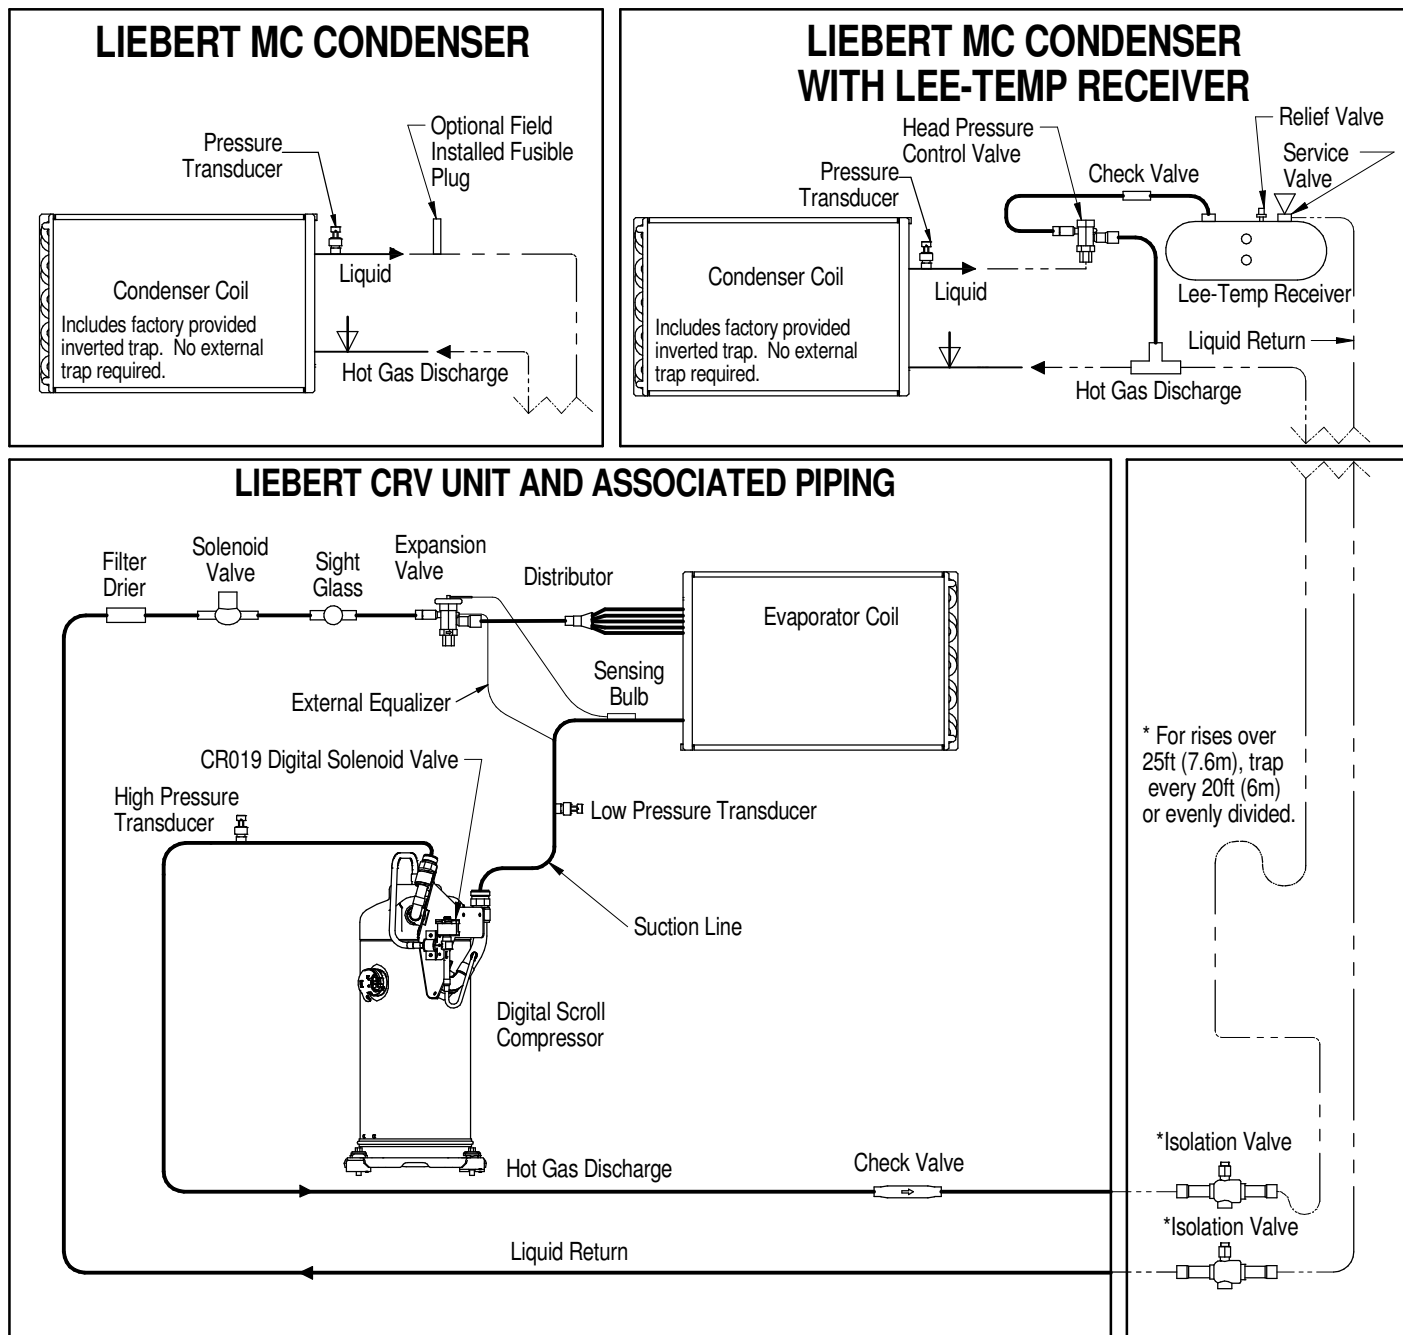 LIEBERT MC CONDENSER
Pressure
Transducer
Optional Field
Installed Fusible
Plug
Liquid
Condenser Coil
Includes factory provided
inverted trap. No external
trap required.
Hot Gas Discharge
LIEBERT MC CONDENSER
WITH LEE-TEMP RECEIVER
Head Pressure
Control Valve
Relief Valve
Service
Valve
Check Valve
Pressure
Transducer
Liquid
Condenser Coil
Includes factory provided
inverted trap. No external
trap required.
Lee-Temp Receiver
Liquid Return
Hot Gas Discharge
LIEBERT CRV UNIT AND ASSOCIATED PIPING
Filter
Drier
Solenoid
Valve
Sight
Glass
Expansion
Valve
Distributor
Evaporator Coil
External Equalizer
Sensing
Bulb
CR019 Digital Solenoid Valve
High Pressure
Transducer
Low Pressure Transducer
Suction Line
Digital Scroll
Compressor
Hot Gas Discharge
Check Valve
Liquid Return
* For rises over
25ft (7.6m), trap
every 20ft (6m)
or evenly divided.
*Isolation Valve
*Isolation Valve